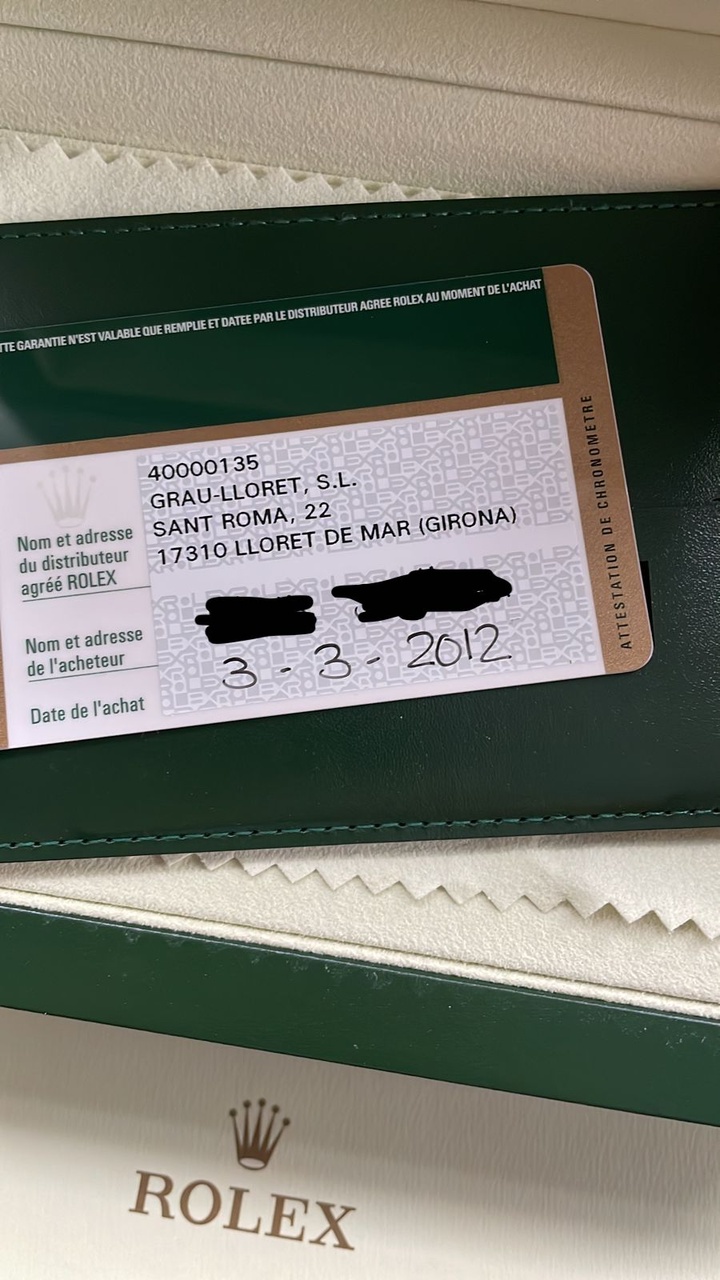 TTE GARANTIE N'EST VALABLE QUE REMPLIE ET DATEE PAR LE DISTRIBUTEUR AGREE ROLEX AU MOMENT DE L'ACHAT
ATTESTATION DE CHRONOMETRE
Nom et adresse
du distributeur
agréé ROLEX
40000135
GRAU-LLORET, S.L.
SANT ROMA, 22
17310 LLORET DE MAR (GIRONA)
Nom et adresse
de l'acheteur
Date de l'achat
3 - 3 - 2012
ROLEX